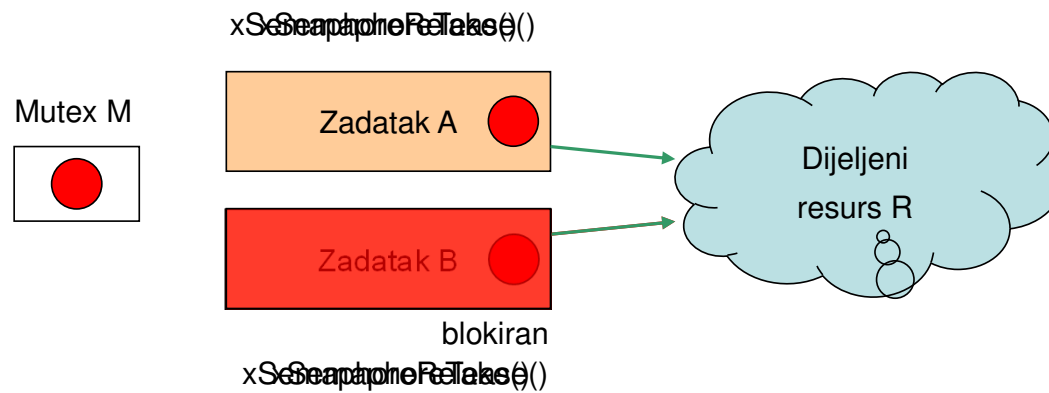 Mutex M
Zadatak A
Dijeljeni
resurs R
Zadatak B
blokiran